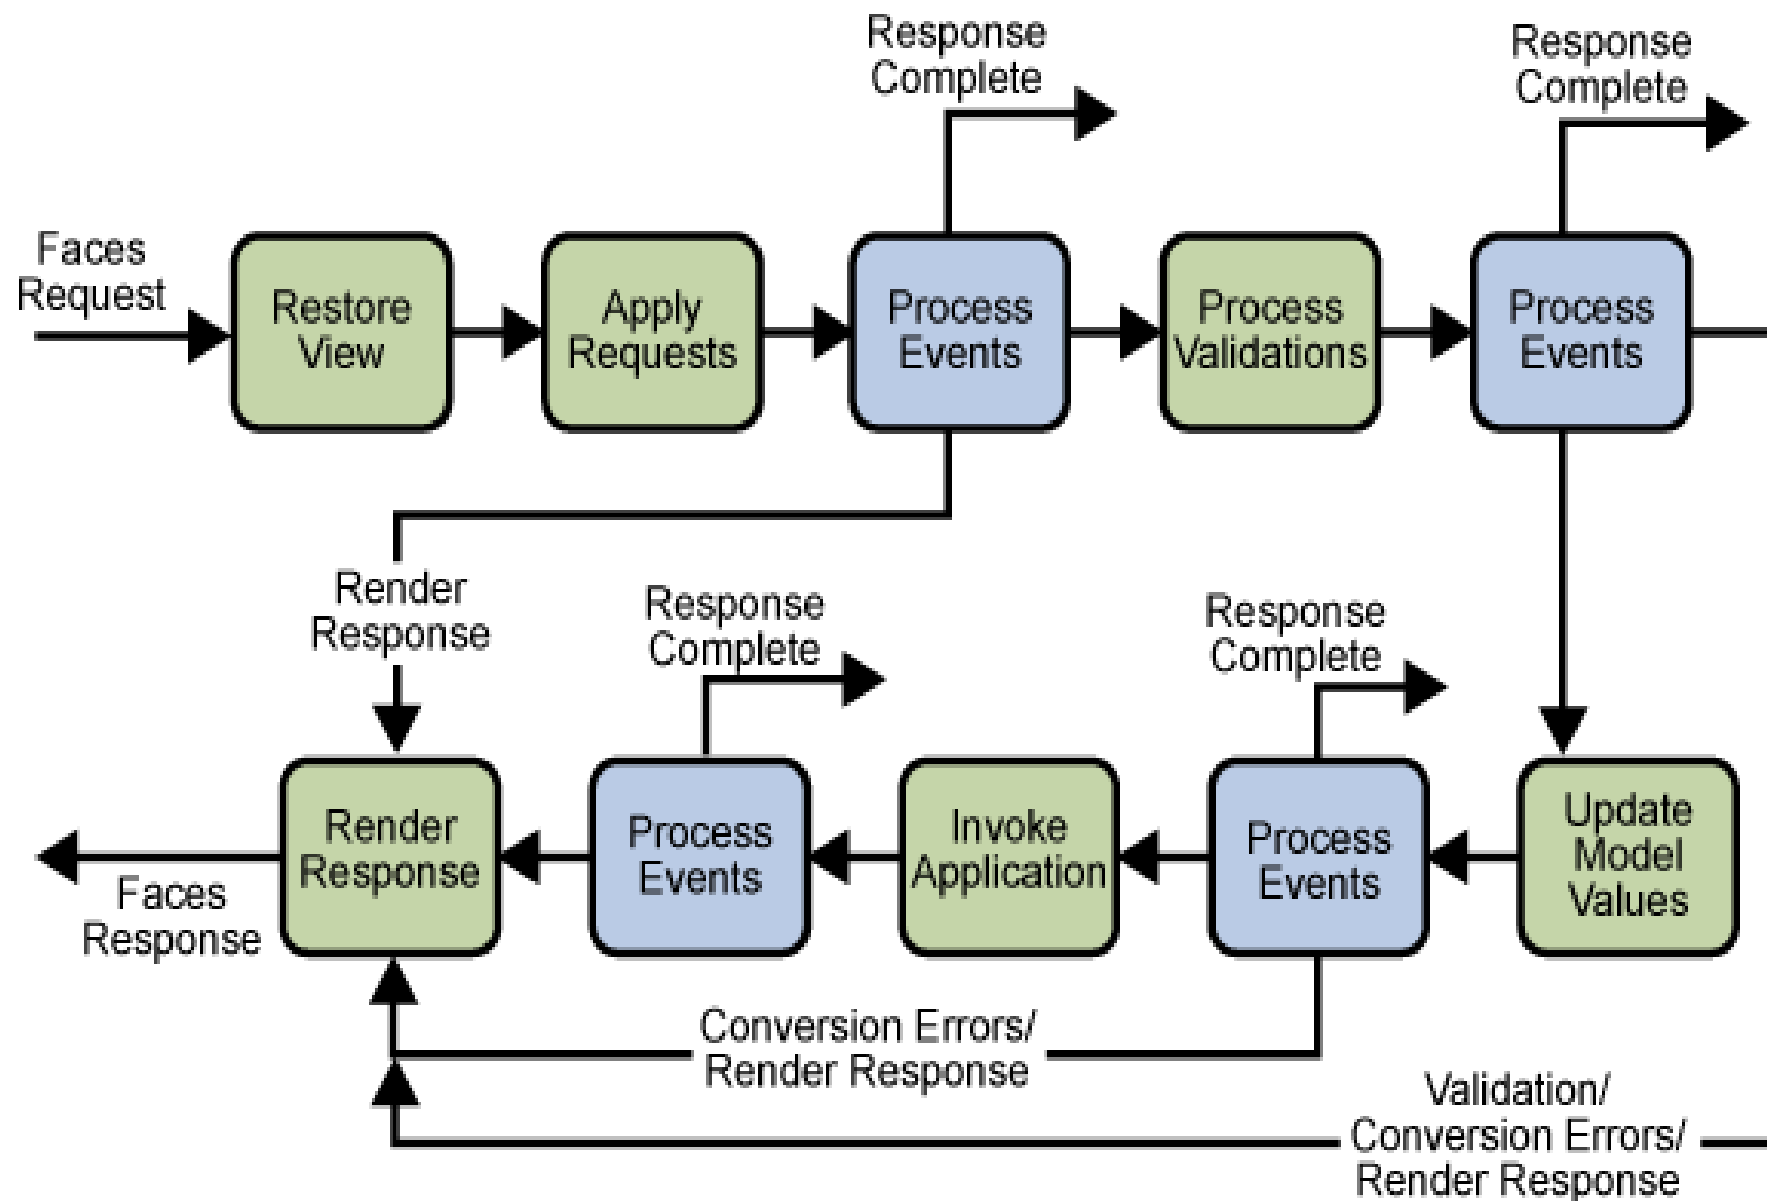 Response
Complete
Response
Complete
Faces
Request
Restore
View
Apply
Requests
Process
Events
Process
Validations
Process
Events
Render
Response
Response
Complete
Response
Complete
Render
Response
Process
Events
Invoke
Application
Process
Events
Update
Model
Values
Faces
Response
Conversion Errors/
Render Response
Validation/
Conversion Errors/
Render Response